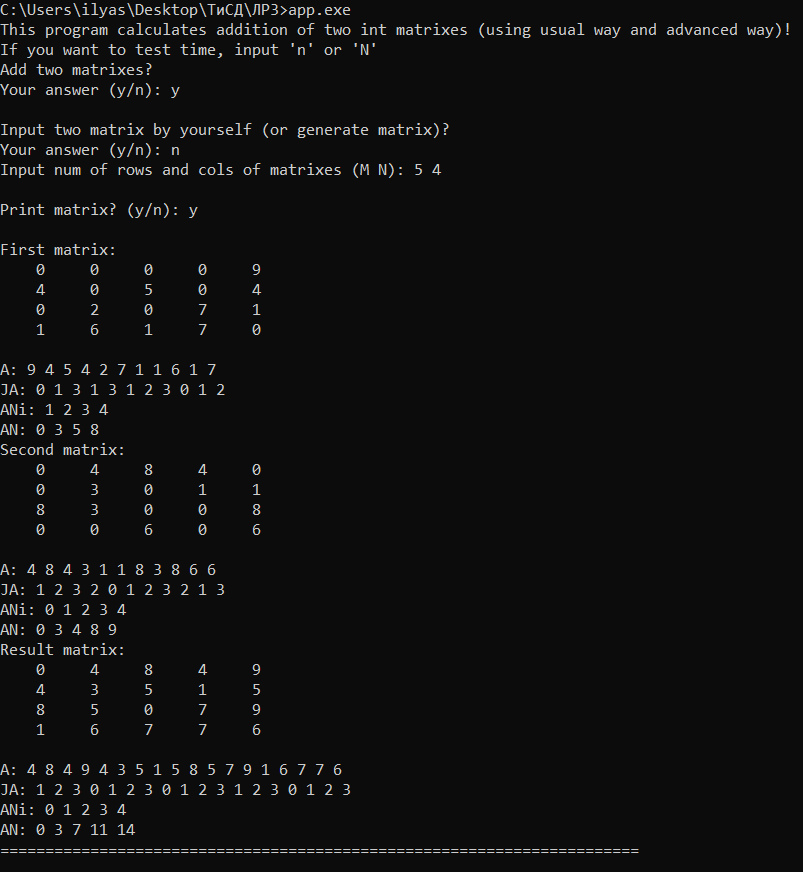 C:\Users\ilyas\Desktop\ТиСД\ЛР3>app.exe
This program calculates addition of two int matrixes (using usual way and advanced way)!
If you want to test time, input 'n' or 'N'
Add two matrixes?
Your answer (y/n): y
Input two matrix by yourself (or generate matrix)?
Your answer (y/n): n
Input num of rows and cols of matrixes (M N): 5 4
Print matrix? (y/n): y
First matrix:
0 0 0 0 9
4 0 5 0 4
0 2 0 7 1
1 6 1 7 0
A: 9 4 5 4 2 7 1 1 6 1 7
JA: 0 1 3 1 3 1 2 3 0 1 2
ANi: 1 2 3 4
AN: 0 3 5 8
Second matrix:
0 4 8 4 0
0 3 0 1 1
8 3 0 0 8
0 0 6 0 6
A: 4 8 4 3 1 1 8 3 8 6 6
JA: 1 2 3 2 0 1 2 3 2 1 3
ANi: 0 1 2 3 4
AN: 0 3 4 8 9
Result matrix:
0 4 8 4 9
4 3 5 1 5
8 5 0 7 9
1 6 7 7 6
A: 4 8 4 9 4 3 5 1 5 8 5 7 9 1 6 7 7 6
JA: 1 2 3 0 1 2 3 0 1 2 3 1 2 3 0 1 2 3
ANi: 0 1 2 3 4
AN: 0 3 7 11 14
=======================================================================